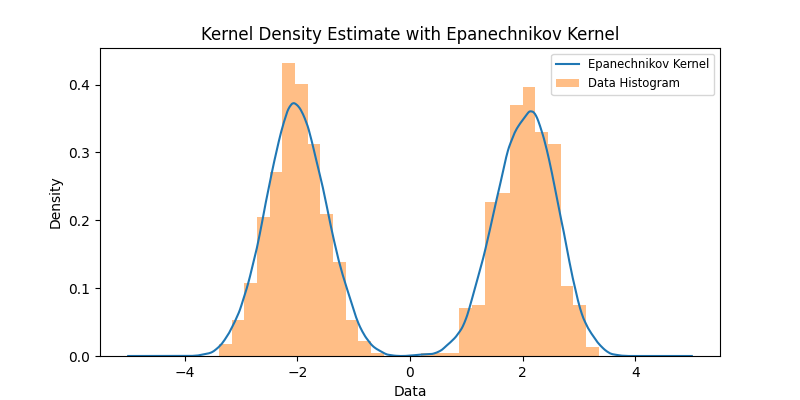 Kernel Density Estimate with Epanechnikov Kernel
Epanechnikov Kernel
Data Histogram
0.4
0.3
0.2
0.1
0.0
Density
−4
−2
0
2
4
Data